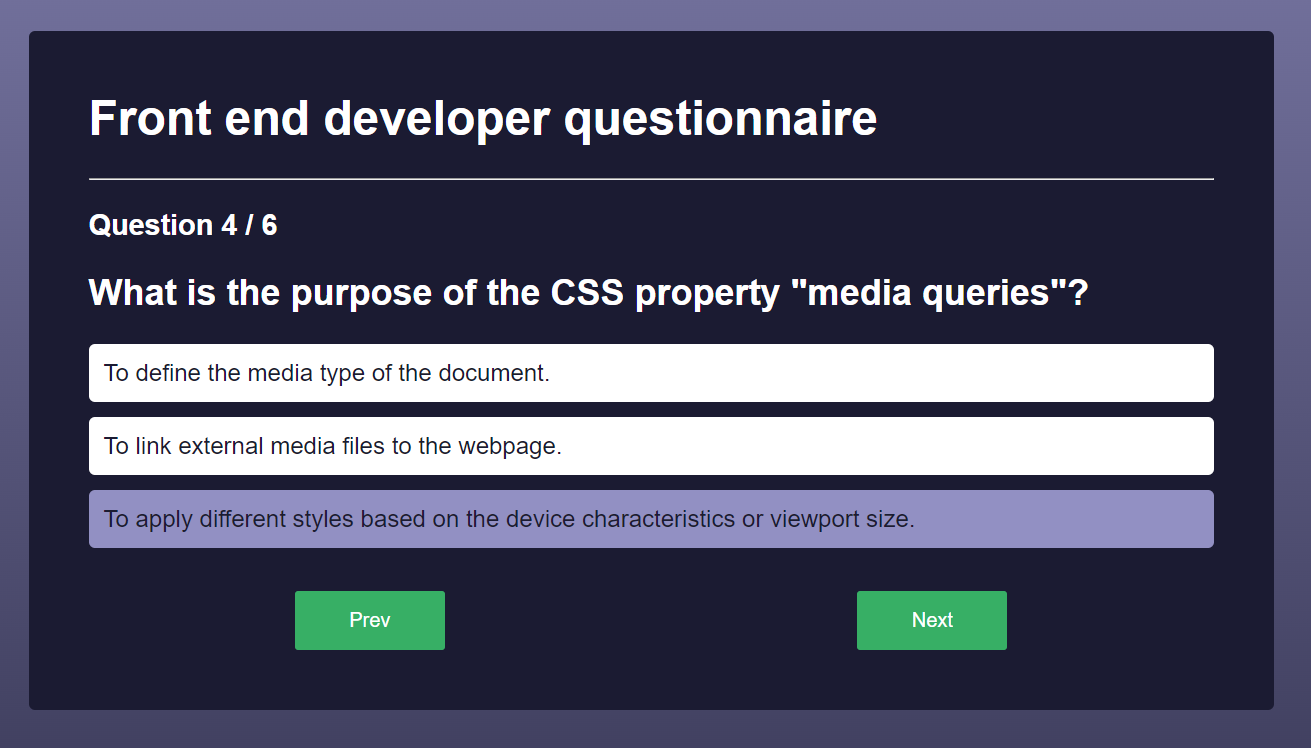 Front end developer questionnaire
Question 4 / 6
What is the purpose of the CSS property "media queries"?
To define the media type of the document.
To link external media files to the webpage.
To apply different styles based on the device characteristics or viewport size.
Prev
Next